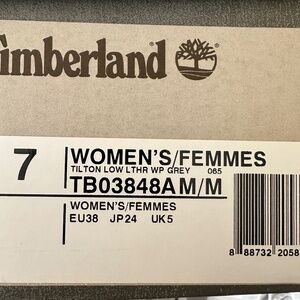 Timberland
7
WOMEN'S/FEMMES
TILTON LOW LTHR WP GREY 065
TB03848A M/M
WOMEN'S/FEMMES
EU38 JP24 UK5
8 88732 2058